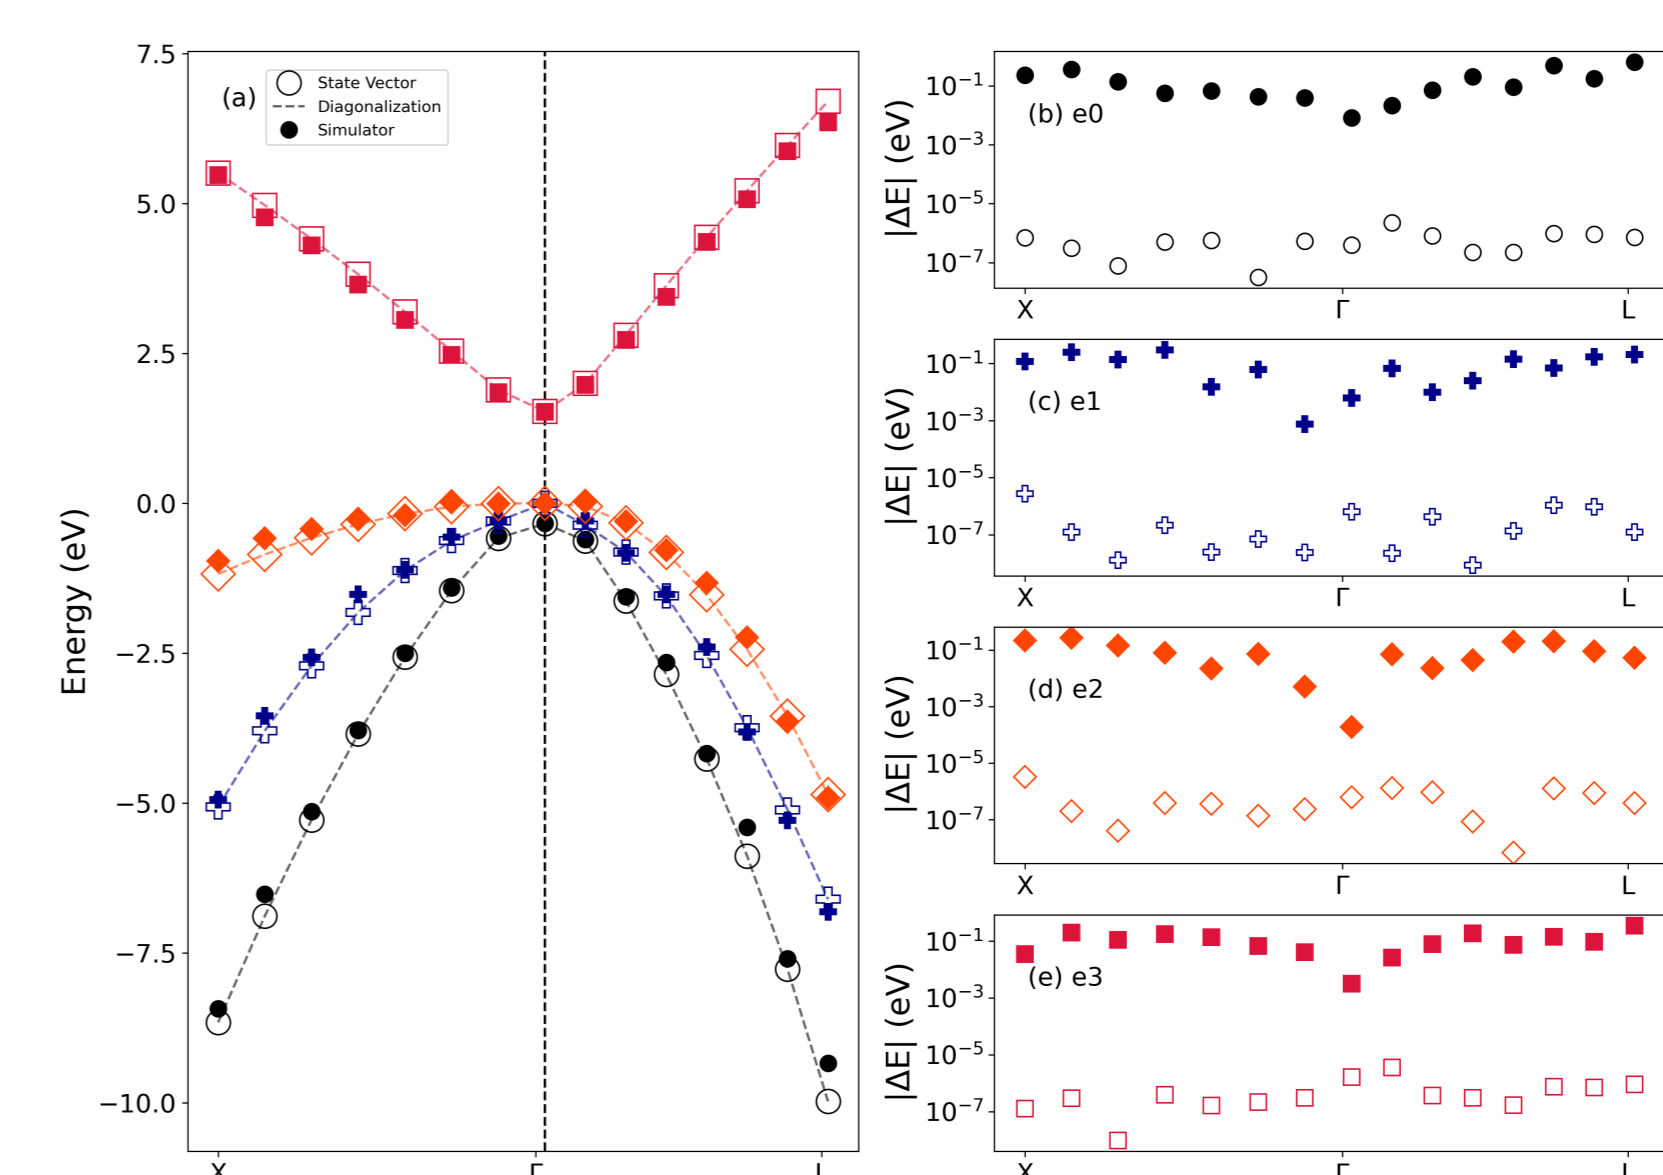 (a)
State Vector
Diagonalization
Simulator
Energy (eV)
7.5
5.0
2.5
0.0
−2.5
−5.0
−7.5
−10.0
X Γ L
(b) e0
|ΔE| (eV)
10⁻¹
10⁻³
10⁻⁵
10⁻⁷
X Γ L
(c) e1
|ΔE| (eV)
10⁻¹
10⁻³
10⁻⁵
10⁻⁷
X Γ L
(d) e2
|ΔE| (eV)
10⁻¹
10⁻³
10⁻⁵
10⁻⁷
X Γ L
(e) e3
|ΔE| (eV)
10⁻¹
10⁻³
10⁻⁵
10⁻⁷
X Γ L